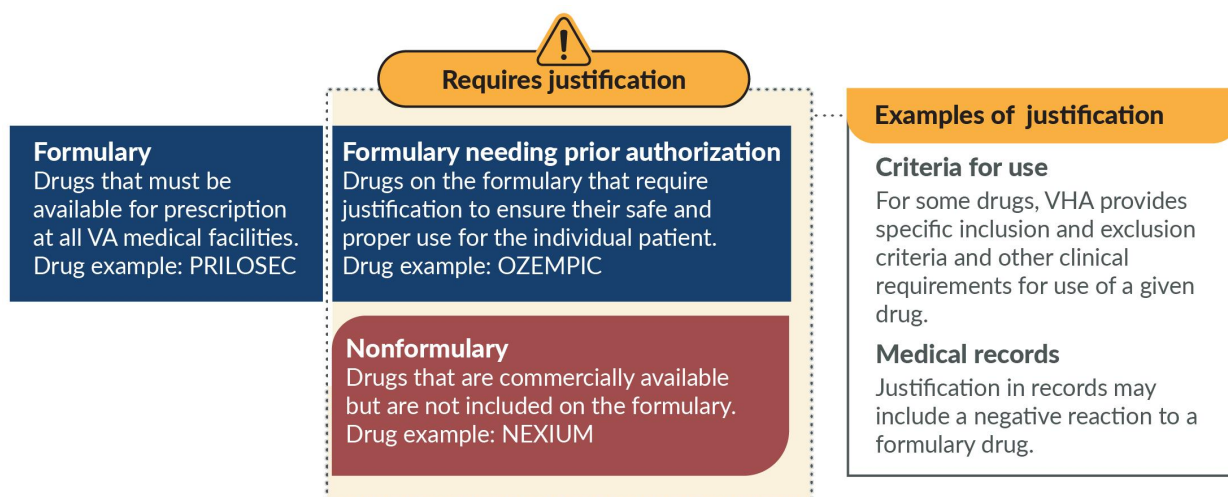 Requires justification
Formulary
Drugs that must be
available for prescription
at all VA medical facilities.
Drug example: PRILOSEC
Formulary needing prior authorization
Drugs on the formulary that require
justification to ensure their safe and
proper use for the individual patient.
Drug example: OZEMPIC
Nonformulary
Drugs that are commercially available
but are not included on the formulary.
Drug example: NEXIUM
Examples of justification
Criteria for use
For some drugs, VHA provides
specific inclusion and exclusion
criteria and other clinical
requirements for use of a given
drug.
Medical records
Justification in records may
include a negative reaction to a
formulary drug.